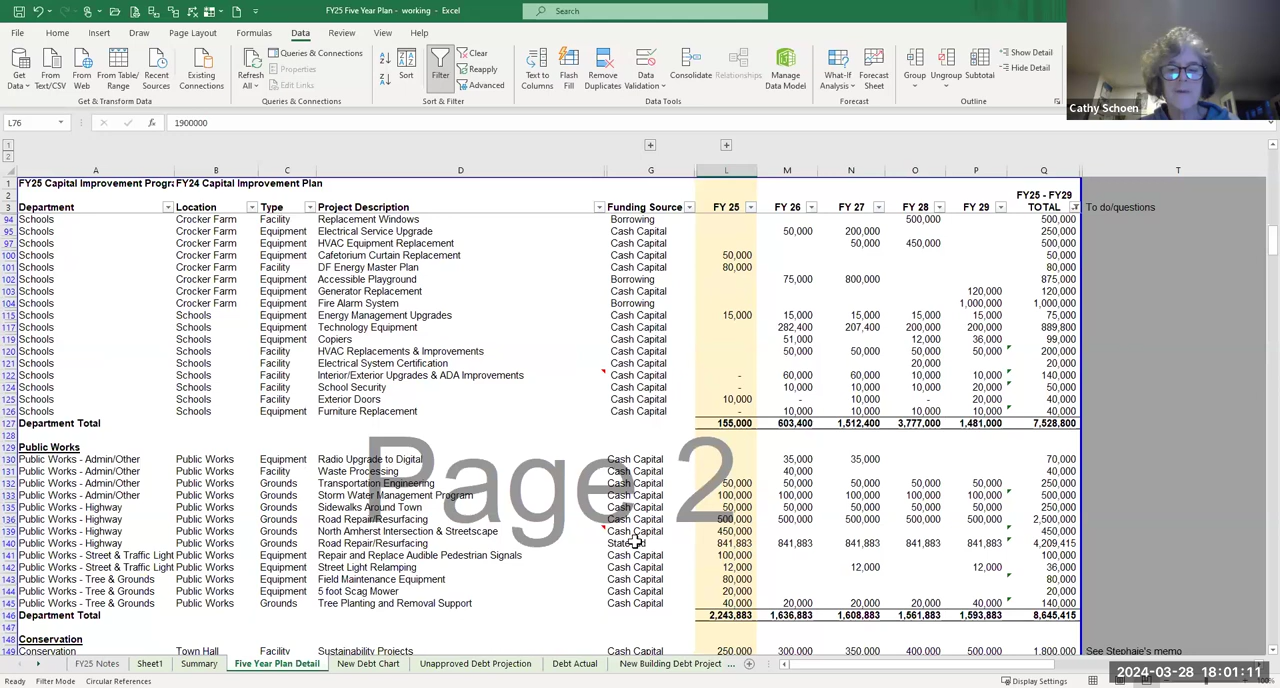 FY25 Five Year Plan - working - Excel
Search
File Home Insert Draw Page Layout Formulas Data Review View Help
Get Data From Text/CSV From Web From Table/Range Recent Sources Existing Connections Refresh All Queries & Connections Properties Edit Links Sort Filter Clear Reapply Advanced Text to Columns Flash Fill Remove Duplicates Data Validation Consolidate Relationships Manage Data Model What-If Analysis Forecast Sheet Group Ungroup Subtotal Show Detail Hide Detail
Get & Transform Data Queries & Connections Sort & Filter Data Tools Forecast Outline
Cathy Schoen
L76 fx 1900000
1
2
A B C D G L M N O P Q T
1 FY25 Capital Improvement Progra FY24 Capital Improvement Plan
2 FY25 - FY29
3 Department Location Type Project Description Funding Source FY 25 FY 26 FY 27 FY 28 FY 29 TOTAL To do/questions
94 Schools Crocker Farm Facility Replacement Windows Borrowing 500,000 500,000
95 Schools Crocker Farm Equipment Electrical Service Upgrade Cash Capital 50,000 200,000 250,000
97 Schools Crocker Farm Equipment HVAC Equipment Replacement Cash Capital 50,000 450,000 500,000
100 Schools Crocker Farm Equipment Cafetorium Curtain Replacement Cash Capital 50,000 50,000
101 Schools Crocker Farm Facility DF Energy Master Plan Cash Capital 80,000 80,000
102 Schools Crocker Farm Equipment Accessible Playground Borrowing 75,000 800,000 875,000
103 Schools Crocker Farm Equipment Generator Replacement Cash Capital 120,000 120,000
104 Schools Crocker Farm Equipment Fire Alarm System Borrowing 1,000,000 1,000,000
115 Schools Schools Equipment Energy Management Upgrades Cash Capital 15,000 15,000 15,000 15,000 15,000 75,000
117 Schools Schools Equipment Technology Equipment Cash Capital 282,400 207,400 200,000 200,000 889,800
119 Schools Schools Equipment Copiers Cash Capital 51,000 12,000 36,000 99,000
120 Schools Schools Facility HVAC Replacements & Improvements Cash Capital 50,000 50,000 50,000 50,000 200,000
121 Schools Schools Facility Electrical System Certification Cash Capital 20,000 20,000
122 Schools Schools Facility Interior/Exterior Upgrades & ADA Improvements Cash Capital - 60,000 60,000 10,000 10,000 140,000
124 Schools Schools Facility School Security Cash Capital - 10,000 10,000 10,000 20,000 50,000
125 Schools Schools Facility Exterior Doors Cash Capital 10,000 - - - 20,000 40,000
126 Schools Schools Equipment Furniture Replacement Cash Capital - 10,000 10,000 10,000 10,000 40,000
127 Department Total 155,000 603,400 1,512,400 3,777,000 1,481,000 7,528,800
128
129 Public Works
130 Public Works - Admin/Other Public Works Equipment Radio Upgrade to Digital Cash Capital 35,000 35,000 70,000
131 Public Works - Admin/Other Public Works Facility Waste Processing Cash Capital 40,000 40,000
132 Public Works - Admin/Other Public Works Grounds Transportation Engineering Cash Capital 50,000 50,000 50,000 50,000 50,000 250,000
133 Public Works - Admin/Other Public Works Grounds Storm Water Management Program Cash Capital 100,000 100,000 100,000 100,000 100,000 500,000
135 Public Works - Highway Public Works Grounds Sidewalks Around Town Cash Capital 50,000 50,000 50,000 50,000 50,000 250,000
136 Public Works - Highway Public Works Grounds Road Repair/Resurfacing Cash Capital 500,000 500,000 500,000 500,000 500,000 2,500,000
139 Public Works - Highway Public Works Grounds North Amherst Intersection & Streetscape Cash Capital 450,000 450,000
140 Public Works - Highway Public Works Grounds Road Repair/Resurfacing 841,883 841,883 841,883 841,883 841,883 4,209,415
141 Public Works - Street & Traffic Light Public Works Equipment Repair and Replace Audible Pedestrian Signals Cash Capital 100,000 100,000
142 Public Works - Street & Traffic Light Public Works Equipment Street Light Relamping Cash Capital 12,000 12,000 12,000 36,000
143 Public Works - Tree & Grounds Public Works Equipment Field Maintenance Equipment Cash Capital 80,000 80,000
144 Public Works - Tree & Grounds Public Works Equipment 5 foot Scag Mower Cash Capital 20,000 20,000
145 Public Works - Tree & Grounds Public Works Grounds Tree Planting and Removal Support Cash Capital 40,000 20,000 20,000 20,000 40,000 140,000
146 Department Total 2,243,883 1,636,883 1,608,883 1,561,883 1,593,883 8,645,415
147
148 Conservation
149 Conservation Town Hall Facility Sustainability Projects Cash Capital 250,000 300,000 350,000 400,000 500,000 1,800,000 See Stephaie's memo
Page 2
FY25 Notes Sheet1 Summary Five Year Plan Detail New Debt Chart Unapproved Debt Projection Debt Actual New Building Debt Project ...
Ready Filter Mode Circular References Display Settings 100%
2024-03-28 18:01:11